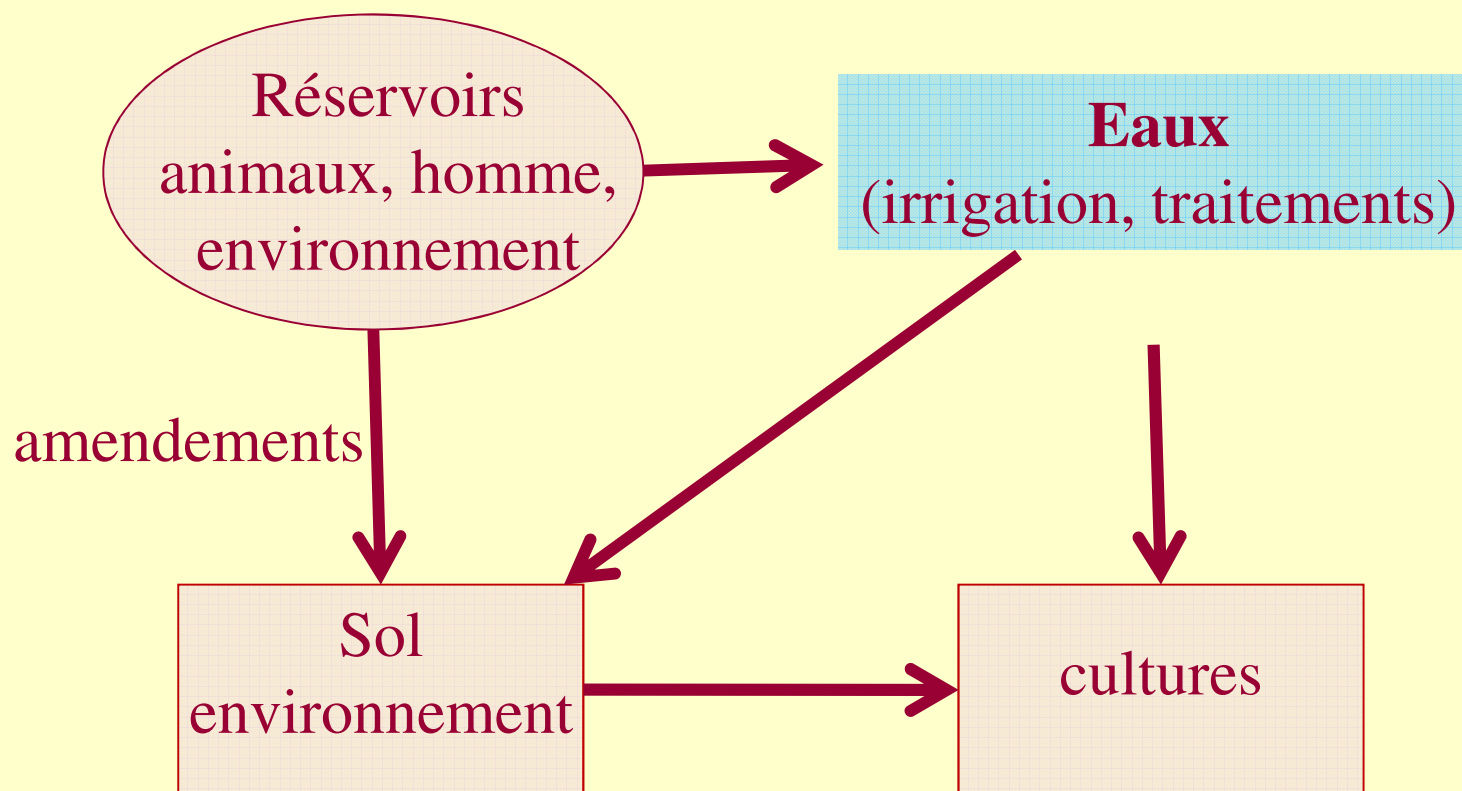 Réservoirs
animaux, homme,
environnement
Eaux
(irrigation, traitements)
amendements
Sol
environnement
cultures